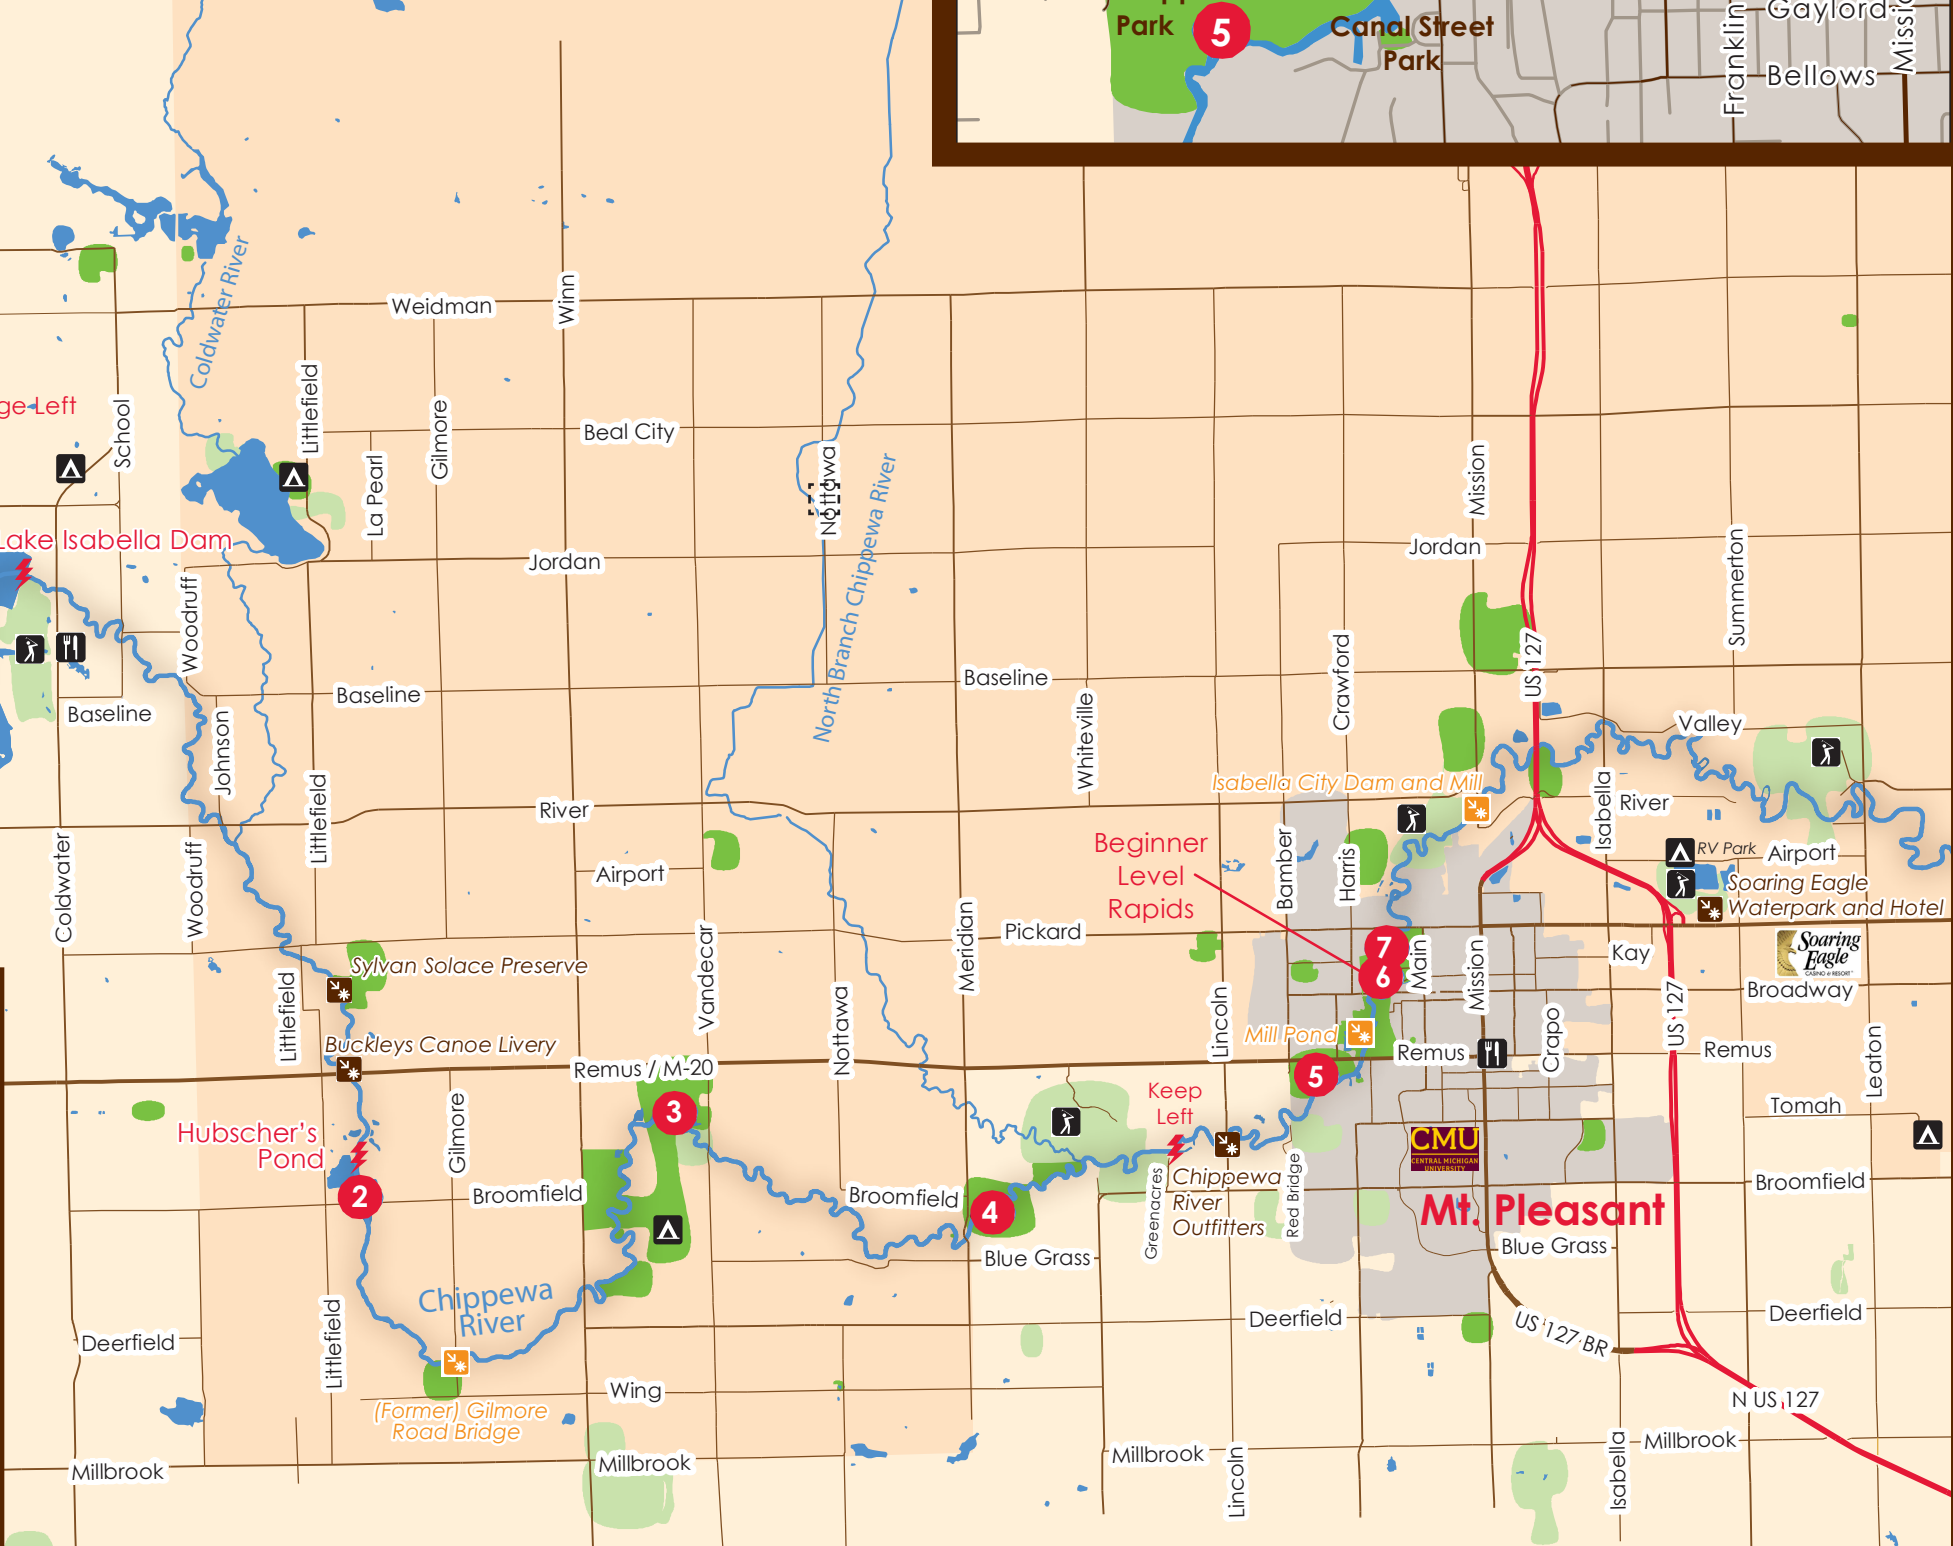 Park
5
Canal Street
Park
Franklin
Gaylord
Bellows
Coldwater River
Weidman
Winn
ge Left
School
Littlefield
Gilmore
La Pearl
Beal City
Nottawa
North Branch Chippewa River
Mission
Lake Isabella Dam
Jordan
Jordan
Woodruff
Summerton
Crawford
US 127
Baseline
Baseline
Baseline
Johnson
Whiteville
Valley
Isabella City Dam and Mill
Littlefield
River
Isabella
River
Beginner
Level
Rapids
Bamber
Harris
RV Park
Airport
Airport
Soaring Eagle
Waterpark and Hotel
Coldwater
Woodruff
Meridian
Pickard
Vandecar
7
6
Main
Mission
Kay
Soaring
Eagle
CASINO & RESORT
Sylvan Solace Preserve
Littlefield
Nottawa
Lincoln
US 127
Broadway
Buckleys Canoe Livery
Mill Pond
Crapo
Remus / M-20
Remus
Remus
Leaton
5
Keep
Left
3
Gilmore
Tomah
Hubscher's
Pond
CMU
CENTRAL MICHIGAN
UNIVERSITY
2
Broomfield
Broomfield
4
Greenacres
Chippewa
River
Outfitters
Red Bridge
Broomfield
Mt. Pleasant
Blue Grass
Blue Grass
Chippewa
River
Deerfield
Littlefield
Deerfield
US 127 BR
Deerfield
Wing
N US 127
(Former) Gilmore
Road Bridge
Millbrook
Millbrook
Millbrook
Lincoln
Isabella
Millbrook